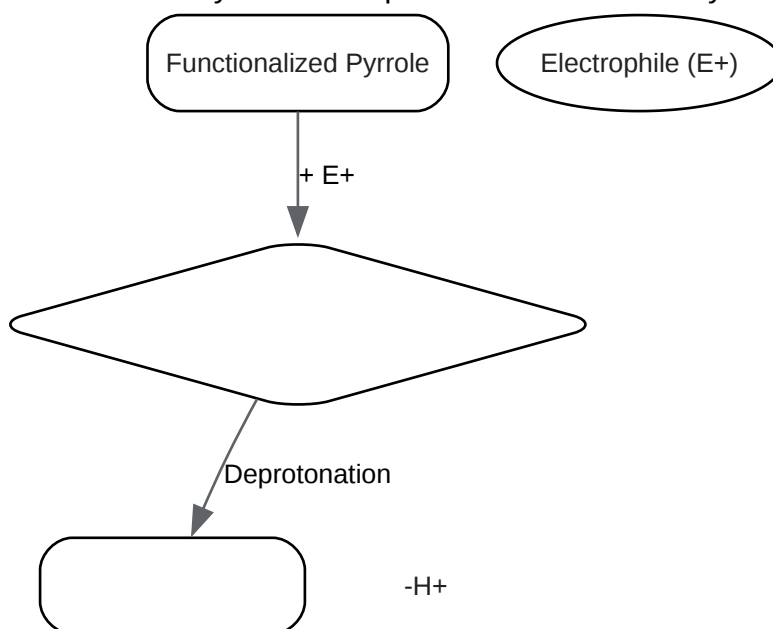 Functionalized Pyrrole
Electrophile (E+)
+ E+
Deprotonation
-H+